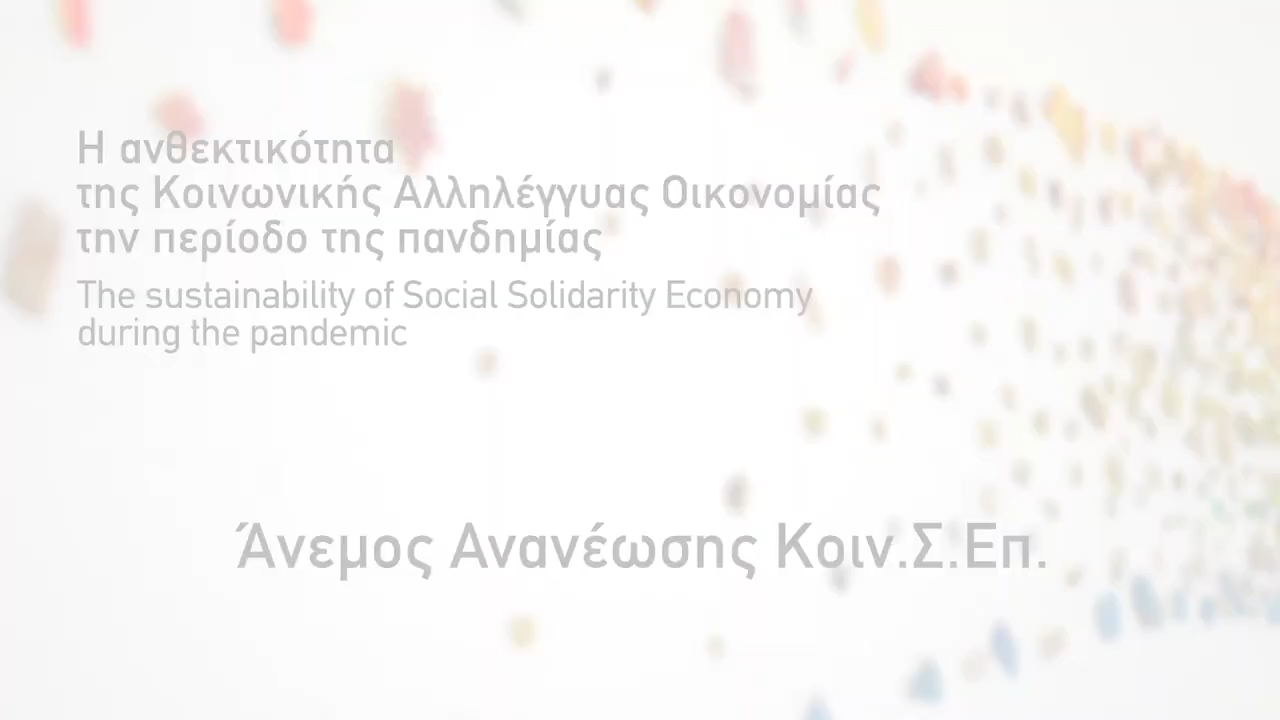 Η ανθεκτικότητα
της Κοινωνικής Αλληλέγγυας Οικονομίας
την περίοδο της πανδημίας
The sustainability of Social Solidarity Economy
during the pandemic
Άνεμος Ανανέωσης Κοιν.Σ.Επ.